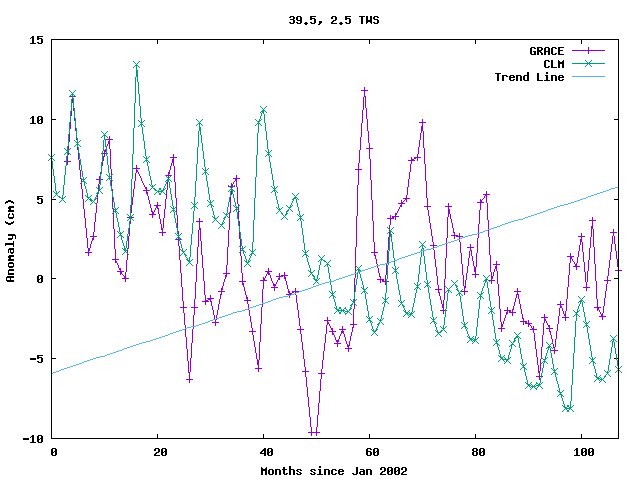 39.5, 2.5 TWS
GRACE
CLM
Trend Line
15
10
5
0
-5
-10
Anomaly (cm)
0 20 40 60 80 100
Months since Jan 2002